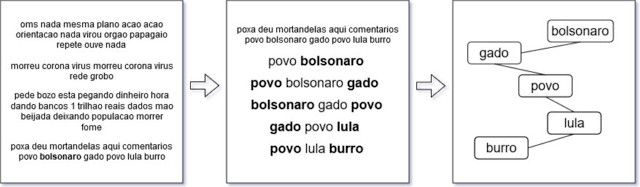 oms nada mesma plano acao acao
orientacao nada virou orgao papagaio
repete ouve nada
morreu corona virus morreu corona virus
rede grobo
pede bozo esta pegando dinheiro hora
dando bancos 1 trilhao reais dados mao
beijada deixando populacao morrer
fome
poxa deu mortandelas aqui comentarios
povo bolsonaro gado povo lula burro
poxa deu mortandelas aqui comentarios
povo bolsonaro gado povo lula burro
povo bolsonaro
povo bolsonaro gado
bolsonaro gado povo
gado povo lula
povo lula burro
bolsonaro
gado
povo
lula
burro